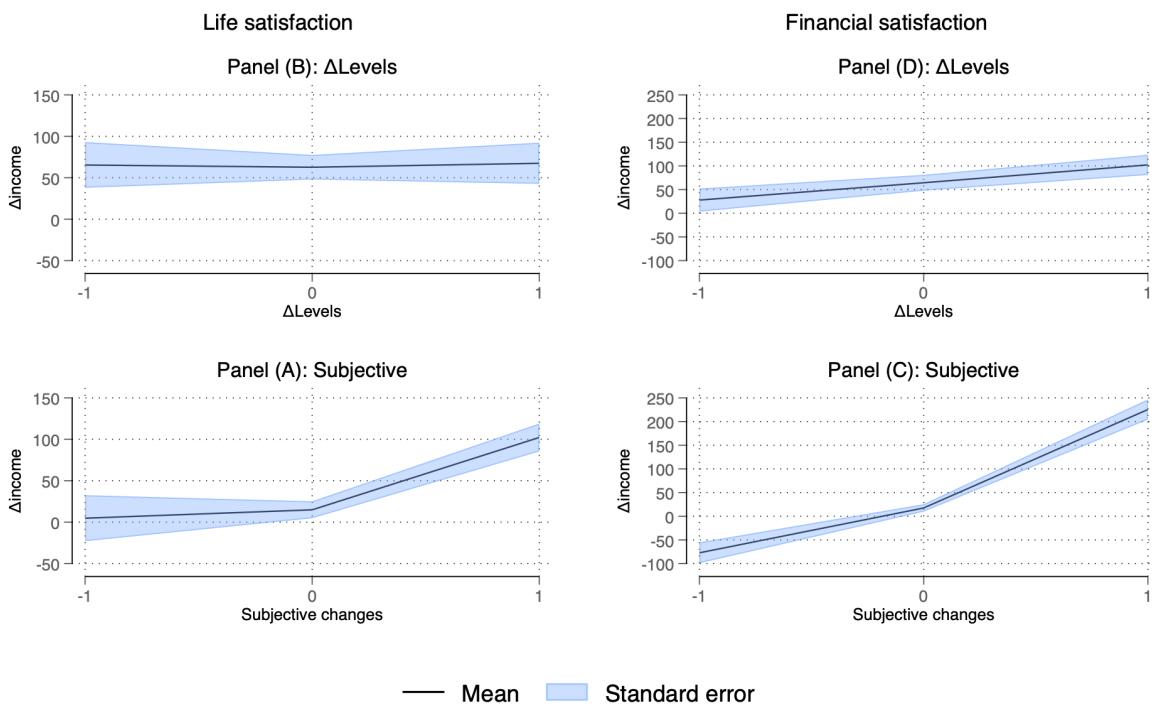 Life satisfaction
Financial satisfaction
Panel (B): ΔLevels
150
100
50
0
-50
Δincome
-1 0 1
ΔLevels
Panel (D): ΔLevels
250
200
150
100
50
0
-50
-100
Δincome
-1 0 1
ΔLevels
Panel (A): Subjective
150
100
50
0
-50
Δincome
-1 0 1
Subjective changes
Panel (C): Subjective
250
200
150
100
50
0
-50
-100
Δincome
-1 0 1
Subjective changes
Mean Standard error